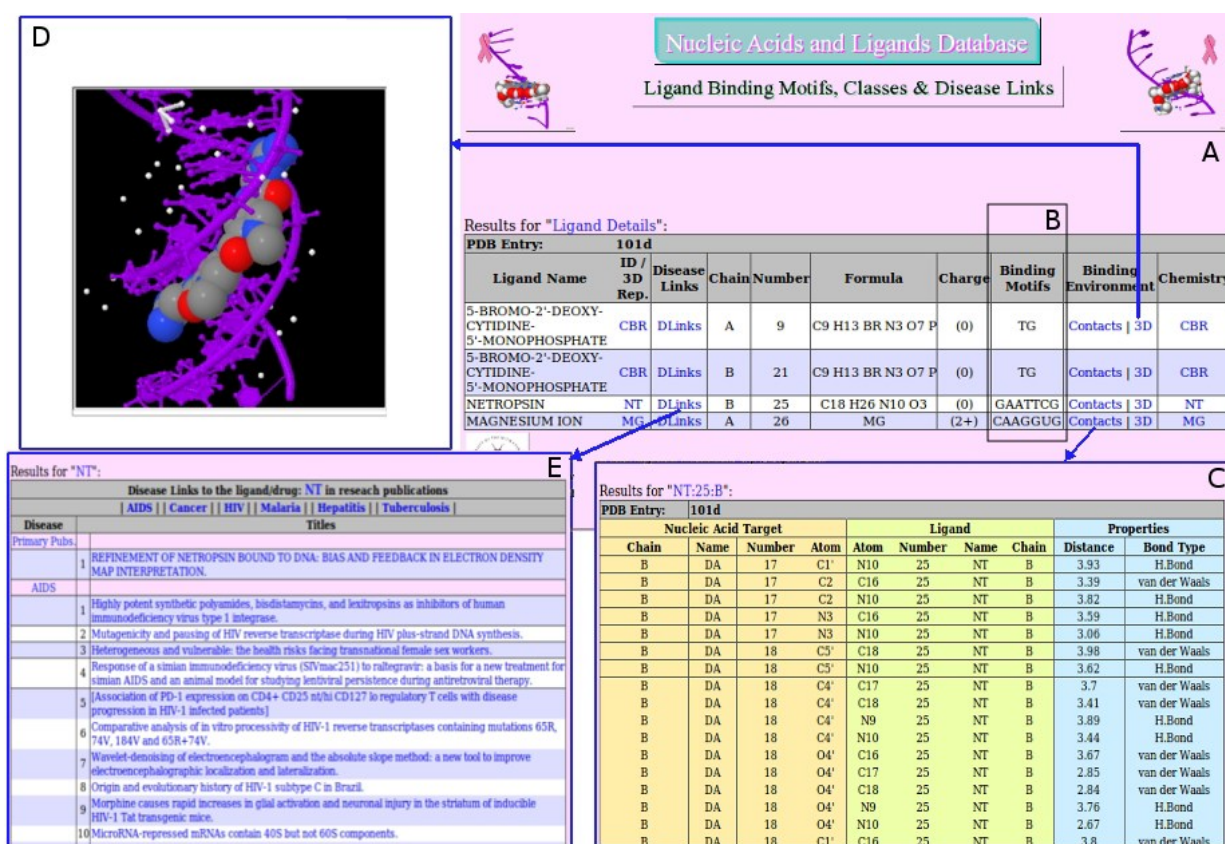 D
Nucleic Acids and Ligands Database
Ligand Binding Motifs, Classes & Disease Links
A
B
Results for "Ligand Details":
PDB Entry: 101d
Ligand Name ID / 3D Rep. Disease Links Chain Number Formula Charge Binding Motifs Binding Environment Chemistry
5-BROMO-2'-DEOXY-
CYTIDINE-
5'-MONOPHOSPHATE CBR DLinks A 9 C9 H13 BR N3 O7 P (0) TG Contacts | 3D CBR
5-BROMO-2'-DEOXY-
CYTIDINE-
5'-MONOPHOSPHATE CBR DLinks B 21 C9 H13 BR N3 O7 P (0) TG Contacts | 3D CBR
NETROPSIN NT DLinks B 25 C18 H26 N10 O3 (0) GAATTCG Contacts | 3D NT
MAGNESIUM ION MG DLinks A 26 MG (2+) CAAGGUG Contacts | 3D MG
E
Results for "NT":
Disease Links to the ligand/drug: NT in reseach publications
| AIDS | | Cancer | | HIV | | Malaria | | Hepatitis | | Tuberculosis |
Disease Titles
Primary Pubs.
1 REFINEMENT OF NETROPSIN BOUND TO DNA: BIAS AND FEEDBACK IN ELECTRON DENSITY
MAP INTERPRETATION.
AIDS
1 Highly potent synthetic polyamides, bisdistamycins, and lexitropsins as inhibitors of human
immunodeficiency virus type 1 integrase.
2 Mutagenicity and pausing of HIV reverse transcriptase during HIV plus-strand DNA synthesis.
3 Heterogeneous and vulnerable: the health risks facing transnational female sex workers.
4 Response of a simian immunodeficiency virus (SIVmac251) to raltegravir: a basis for a new treatment for
simian AIDS and an animal model for studying lentiviral persistence during antiretroviral therapy.
5 [Association of PD-1 expression on CD4+ CD25 nt/hi CD127 lo regulatory T cells with disease
progression in HIV-1 infected patients]
6 Comparative analysis of in vitro processivity of HIV-1 reverse transcriptases containing mutations 65R,
74V, 184V and 65R+74V.
7 Wavelet-denoising of electroencephalogram and the absolute slope method: a new tool to improve
electroencephalographic localization and lateralization.
8 Origin and evolutionary history of HIV-1 subtype C in Brazil.
9 Morphine causes rapid increases in glial activation and neuronal injury in the striatum of inducible
HIV-1 Tat transgenic mice.
10 MicroRNA-repressed mRNAs contain 40S but not 60S components.
C
Results for "NT:25:B":
PDB Entry: 101d
Nucleic Acid Target Ligand Properties
Chain Name Number Atom Atom Number Name Chain Distance Bond Type
B DA 17 C1' N10 25 NT B 3.93 H.Bond
B DA 17 C2 C16 25 NT B 3.39 van der Waals
B DA 17 C2 N10 25 NT B 3.82 H.Bond
B DA 17 N3 C16 25 NT B 3.59 H.Bond
B DA 17 N3 N10 25 NT B 3.06 H.Bond
B DA 18 C5' C18 25 NT B 3.98 van der Waals
B DA 18 C5' N10 25 NT B 3.62 H.Bond
B DA 18 C4' C17 25 NT B 3.7 van der Waals
B DA 18 C4' C18 25 NT B 3.41 van der Waals
B DA 18 C4' N9 25 NT B 3.89 H.Bond
B DA 18 C4' N10 25 NT B 3.44 H.Bond
B DA 18 O4' C16 25 NT B 3.67 van der Waals
B DA 18 O4' C17 25 NT B 2.85 van der Waals
B DA 18 O4' C18 25 NT B 2.84 van der Waals
B DA 18 O4' N9 25 NT B 3.76 H.Bond
B DA 18 O4' N10 25 NT B 2.67 H.Bond
B DA 18 C1' C16 25 NT B 3.8 van der Waals